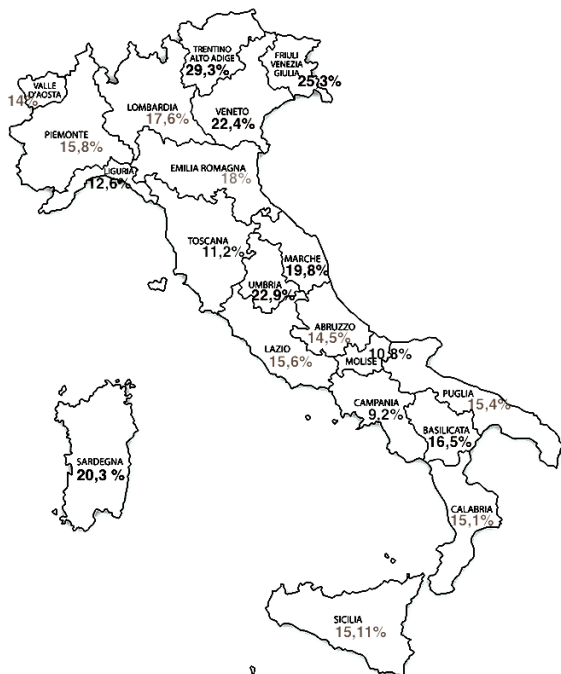 TRENTINO
ALTO ADIGE
29,3%
FRIULI
VENEZIA
GIULIA
25,3%
VALLE
D'AOSTA
14%
LOMBARDIA
17,6%
VENETO
22,4%
PIEMONTE
15,8%
LIGURIA
12,6%
EMILIA ROMAGNA
18%
TOSCANA
11,2%
MARCHE
19,8%
UMBRIA
22,9%
ABRUZZO
14,5%
LAZIO
15,6%
10,8%
MOLISE
CAMPANIA
9,2%
PUGLIA
15,4%
BASILICATA
16,5%
SARDEGNA
20,3 %
CALABRIA
15,1%
SICILIA
15,11%